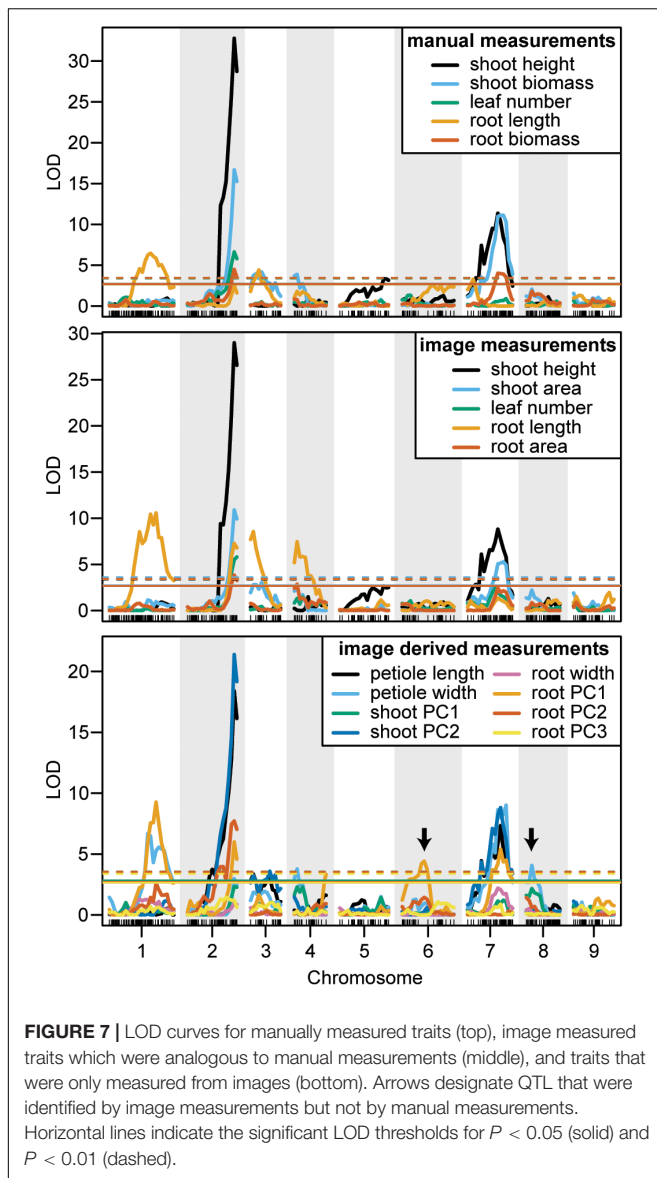 manual measurements
shoot height
shoot biomass
leaf number
root length
root biomass
LOD
30
25
20
15
10
5
0
image measurements
shoot height
shoot area
leaf number
root length
root area
LOD
30
25
20
15
10
5
0
image derived measurements
petiole length
petiole width
shoot PC1
shoot PC2
root width
root PC1
root PC2
root PC3
LOD
20
15
10
5
0
1 2 3 4 5 6 7 8 9
Chromosome
FIGURE 7 | LOD curves for manually measured traits (top), image measured
traits which were analogous to manual measurements (middle), and traits that
were only measured from images (bottom). Arrows designate QTL that were
identified by image measurements but not by manual measurements.
Horizontal lines indicate the significant LOD thresholds for P < 0.05 (solid) and
P < 0.01 (dashed).